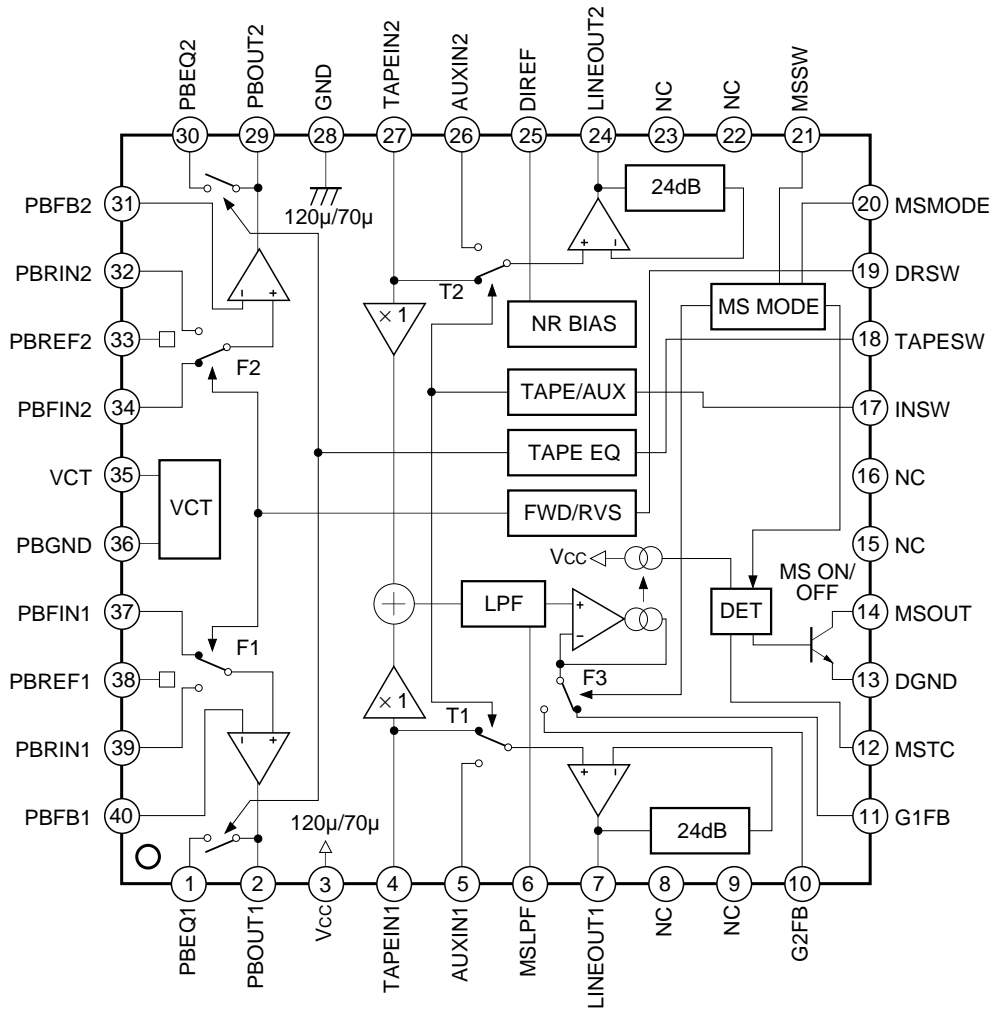 PBEQ2
PBOUT2
GND
TAPEIN2
AUXIN2
DIREF
LINEOUT2
NC
NC
MSSW
30
29
28
27
26
25
24
23
22
21
PBFB2
31
120μ/70μ
24dB
20
MSMODE
PBRIN2
32
T2
19
DRSW
PBREF2
33
× 1
NR BIAS
MS MODE
18
TAPESW
F2
PBFIN2
34
TAPE/AUX
17
INSW
VCT
35
TAPE EQ
16
NC
VCT
FWD/RVS
PBGND
36
VCC
15
NC
MS ON/
OFF
PBFIN1
37
LPF
DET
14
MSOUT
F1
PBREF1
38
F3
13
DGND
× 1
T1
PBRIN1
39
12
MSTC
PBFB1
40
120μ/70μ
24dB
11
G1FB
1
2
3
4
5
6
7
8
9
10
PBEQ1
PBOUT1
VCC
TAPEIN1
AUXIN1
MSLPF
LINEOUT1
NC
NC
G2FB